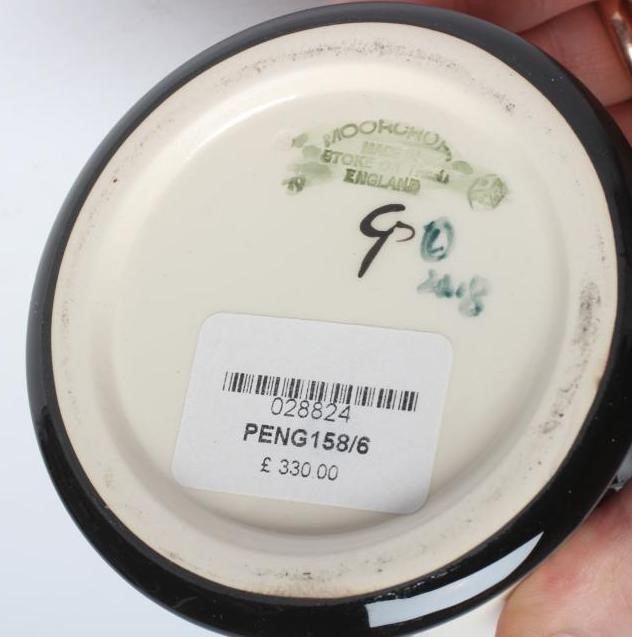 MOORCROFT
MADE IN
STOKE ON TRENT
ENGLAND
028824
PENG158/6
£ 330.00